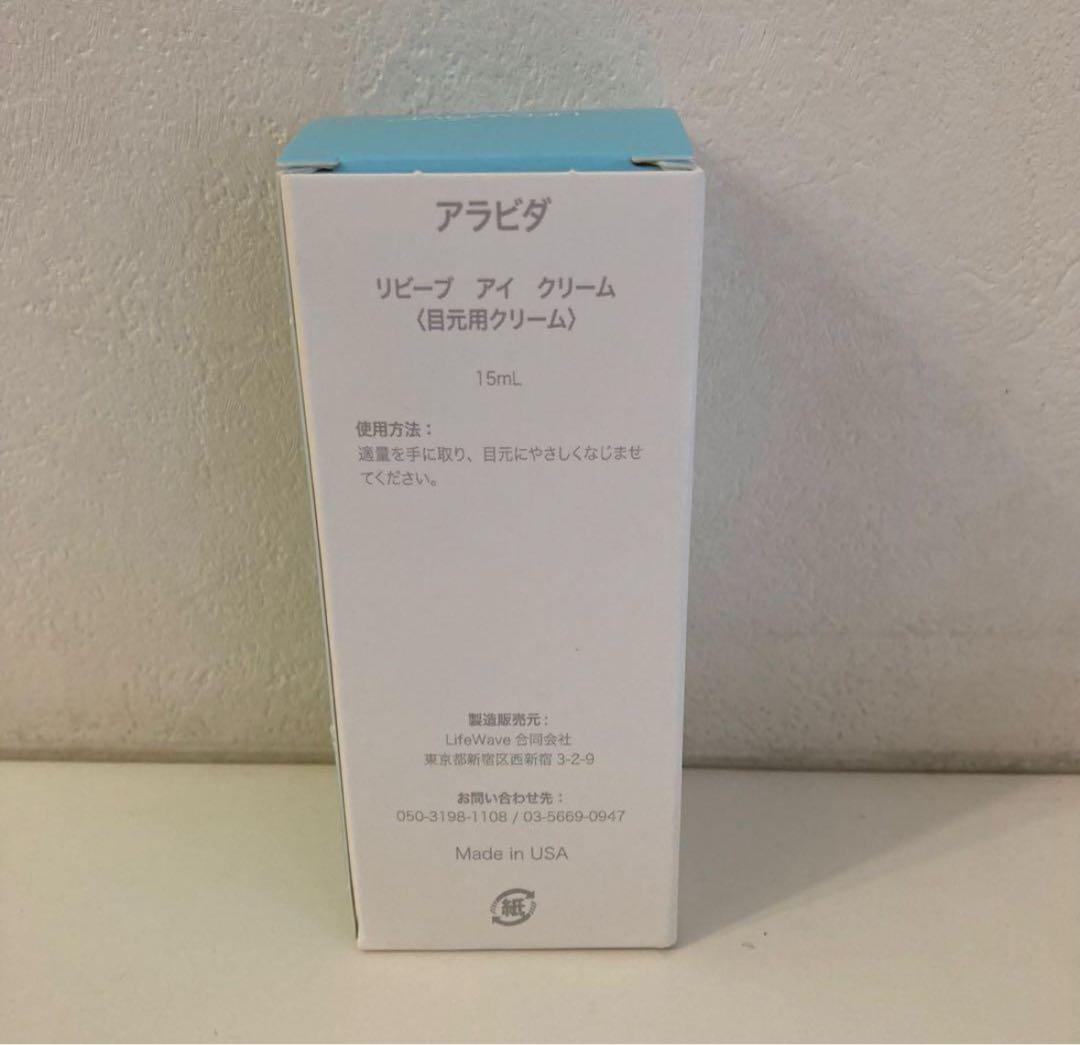 アラビダ
リビーブ　アイ　クリーム
〈目元用クリーム〉
15mL
使用方法：
適量を手に取り、目元にやさしくなじませ
てください。
製造販売元：
LifeWave 合同会社
東京都新宿区西新宿 3-2-9
お問い合わせ先：
050-3198-1108 / 03-5669-0947
Made in USA
紙